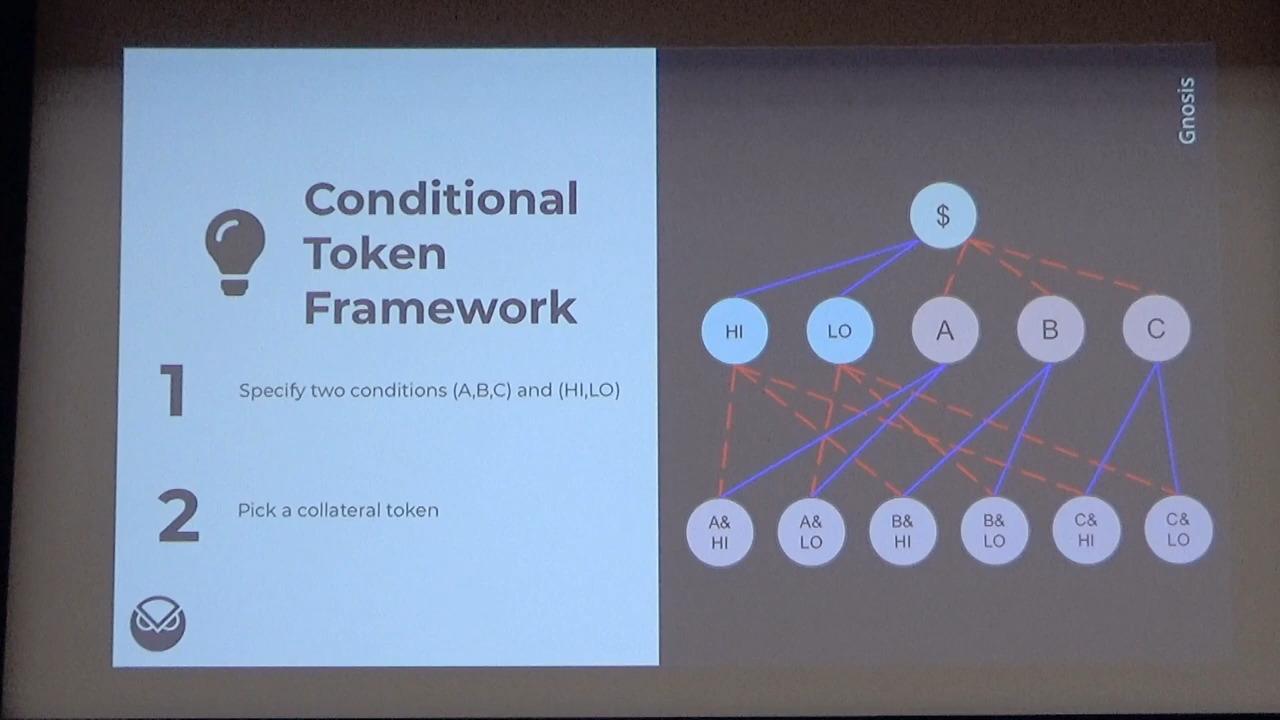 Gnosis
Conditional
Token
Framework
1
Specify two conditions (A,B,C) and (HI,LO)
2
Pick a collateral token
$
HI
LO
A
B
C
A&
HI
A&
LO
B&
HI
B&
LO
C&
HI
C&
LO